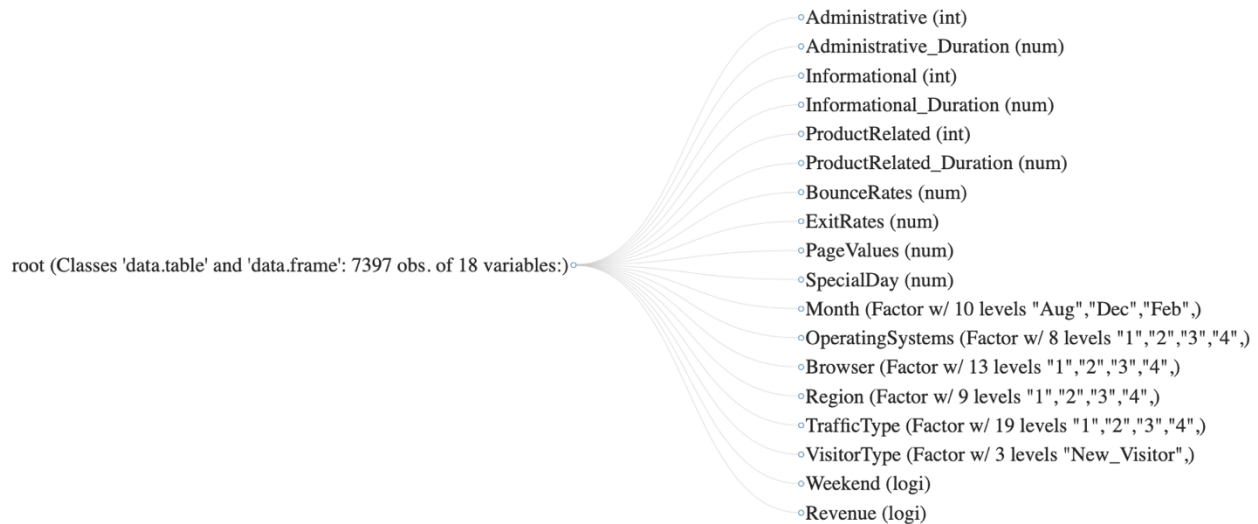 Administrative (int)
Administrative_Duration (num)
Informational (int)
Informational_Duration (num)
ProductRelated (int)
ProductRelated_Duration (num)
BounceRates (num)
ExitRates (num)
root (Classes 'data.table' and 'data.frame': 7397 obs. of 18 variables:)
PageValues (num)
SpecialDay (num)
Month (Factor w/ 10 levels "Aug","Dec","Feb",)
OperatingSystems (Factor w/ 8 levels "1","2","3","4",)
Browser (Factor w/ 13 levels "1","2","3","4",)
Region (Factor w/ 9 levels "1","2","3","4",)
TrafficType (Factor w/ 19 levels "1","2","3","4",)
VisitorType (Factor w/ 3 levels "New_Visitor",)
Weekend (logi)
Revenue (logi)